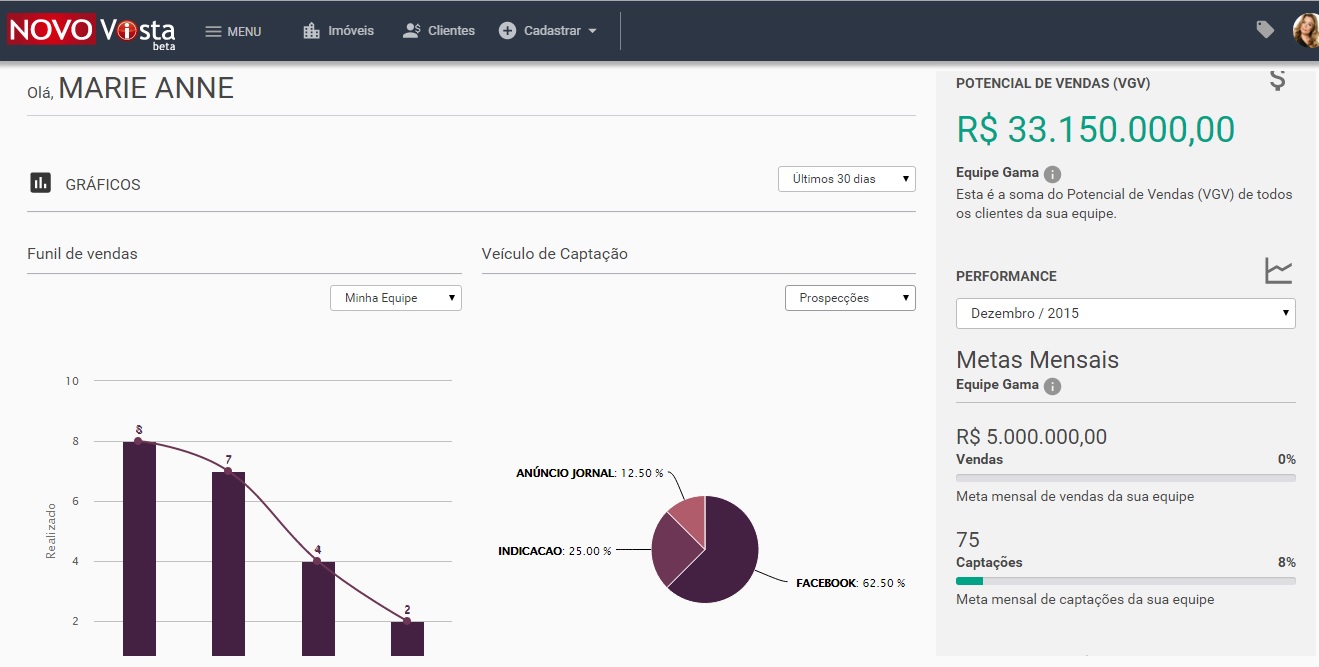 NOVO Vista beta
MENU
Imóveis
Clientes
Cadastrar
Olá, MARIE ANNE
GRÁFICOS
Últimos 30 dias
Funil de vendas
Minha Equipe
10
8
6
4
2
Realizado
8
7
4
2
Veículo de Captação
Prospecções
ANÚNCIO JORNAL: 12.50 %
INDICACAO: 25.00 %
FACEBOOK: 62.50 %
POTENCIAL DE VENDAS (VGV)
$
R$ 33.150.000,00
Equipe Gama i
Esta é a soma do Potencial de Vendas (VGV) de todos
os clientes da sua equipe.
PERFORMANCE
Dezembro / 2015
Metas Mensais
Equipe Gama i
R$ 5.000.000,00
Vendas 0%
Meta mensal de vendas da sua equipe
75
Captações 8%
Meta mensal de captações da sua equipe